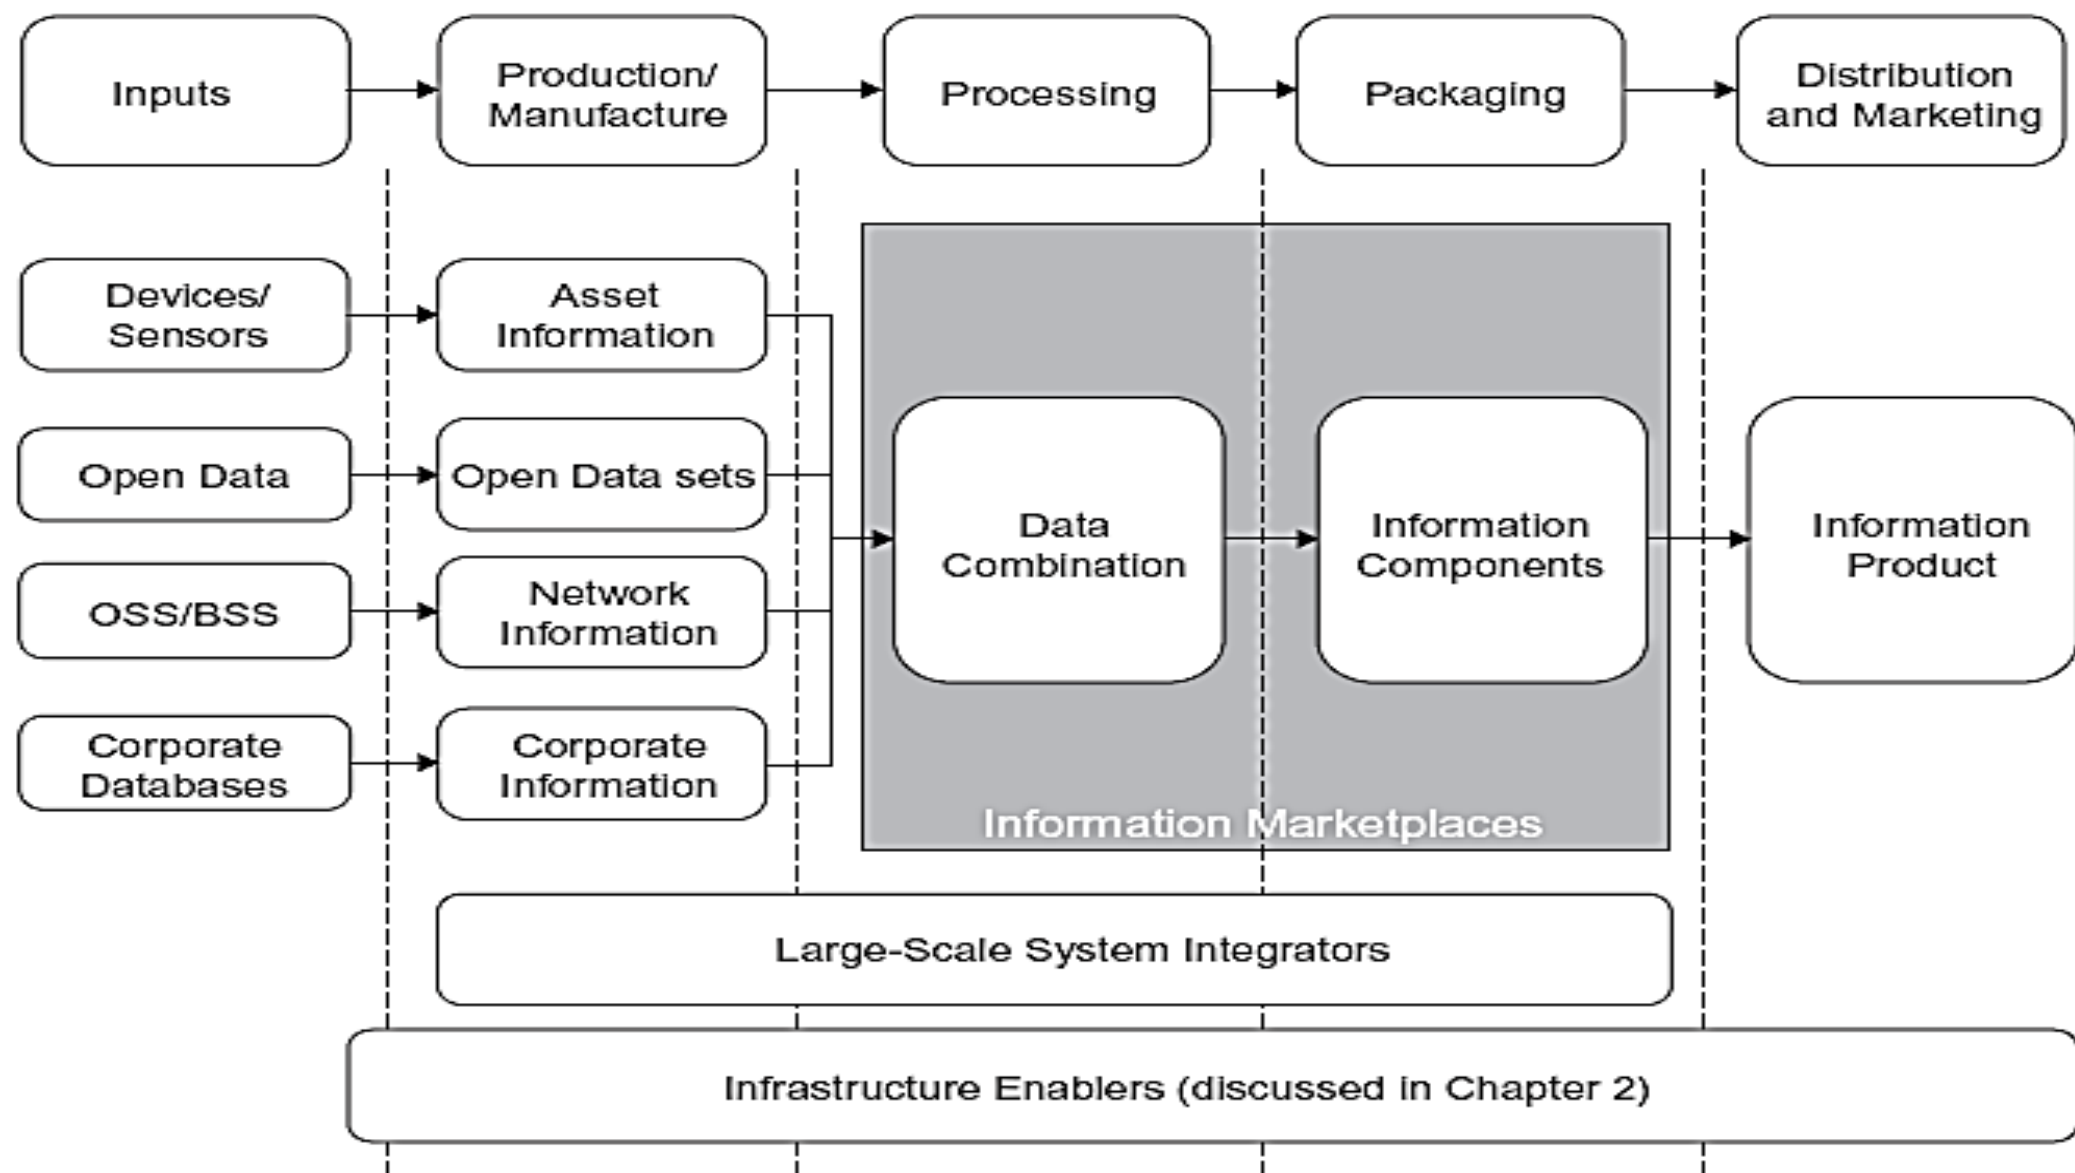 Inputs
Production/
Manufacture
Processing
Packaging
Distribution
and Marketing
Devices/
Sensors
Asset
Information
Open Data
Open Data sets
OSS/BSS
Network
Information
Corporate
Databases
Corporate
Information
Data
Combination
Information
Components
Information
Product
Information Marketplaces
Large-Scale System Integrators
Infrastructure Enablers (discussed in Chapter 2)